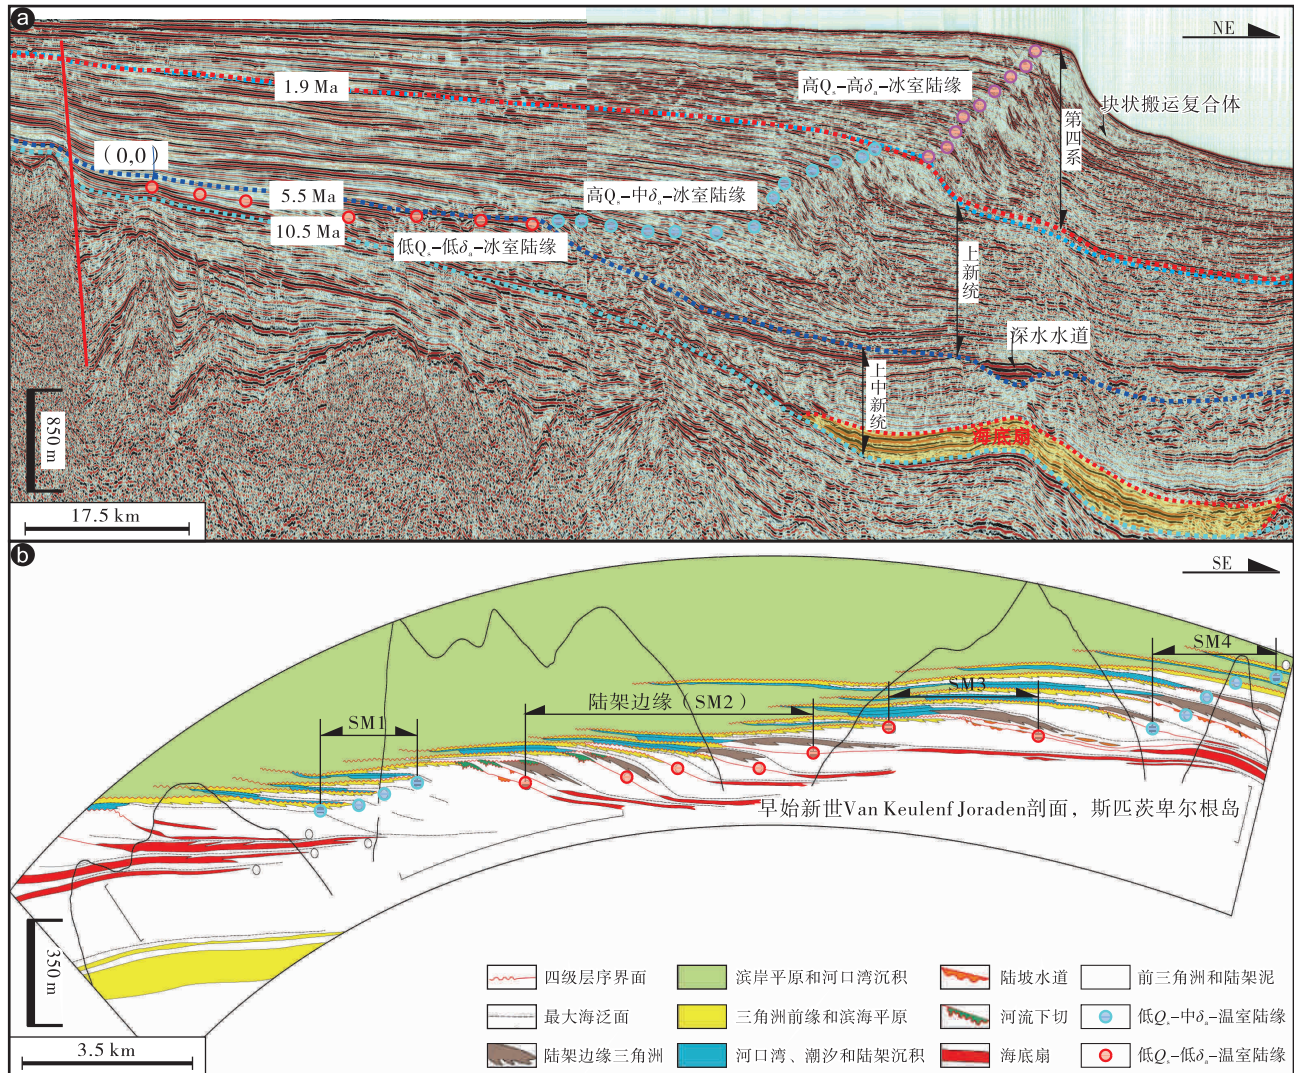 a
NE
1.9 Ma
高Qs-高δa-冰室陆缘
块状搬运复合体
第四系
(0,0)
5.5 Ma
高Qs-中δa-冰室陆缘
10.5 Ma
低Qs-低δa-冰室陆缘
上新统
深水水道
上中新统
海底扇
850 m
17.5 km
b
SE
SM4
SM3
陆架边缘(SM2)
SM1
早始新世Van Keulenf Joraden剖面，斯匹茨卑尔根岛
350 m
3.5 km
四级层序界面
滨岸平原和河口湾沉积
陆坡水道
前三角洲和陆架泥
最大海泛面
三角洲前缘和滨海平原
河流下切
低Qs-中δa-温室陆缘
陆架边缘三角洲
河口湾、潮汐和陆架沉积
海底扇
低Qs-低δa-温室陆缘